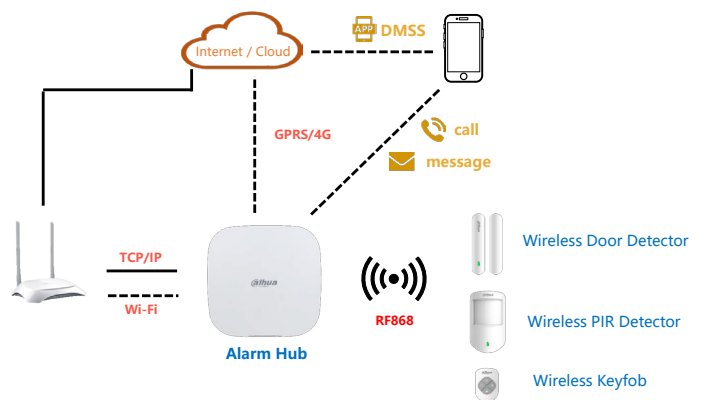 Internet / Cloud
APP DMSS
GPRS/4G
call
message
TCP/IP
Wi-Fi
alhua
Alarm Hub
RF868
Wireless Door Detector
Wireless PIR Detector
Wireless Keyfob